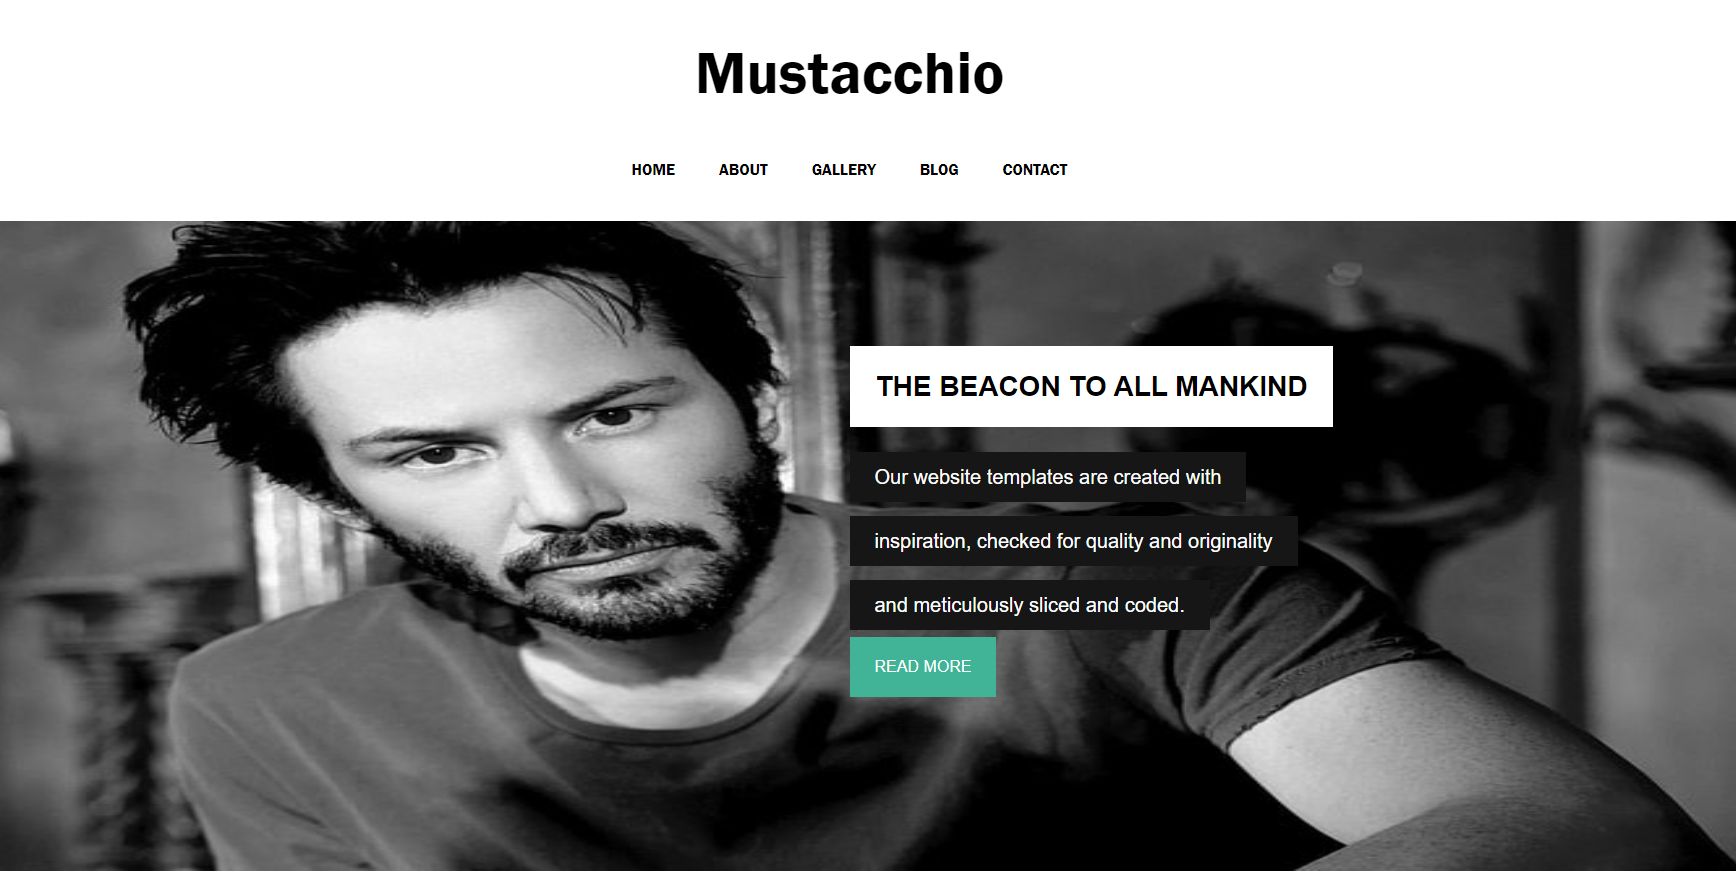 Mustacchio
HOME ABOUT GALLERY BLOG CONTACT
THE BEACON TO ALL MANKIND
Our website templates are created with
inspiration, checked for quality and originality
and meticulously sliced and coded.
READ MORE